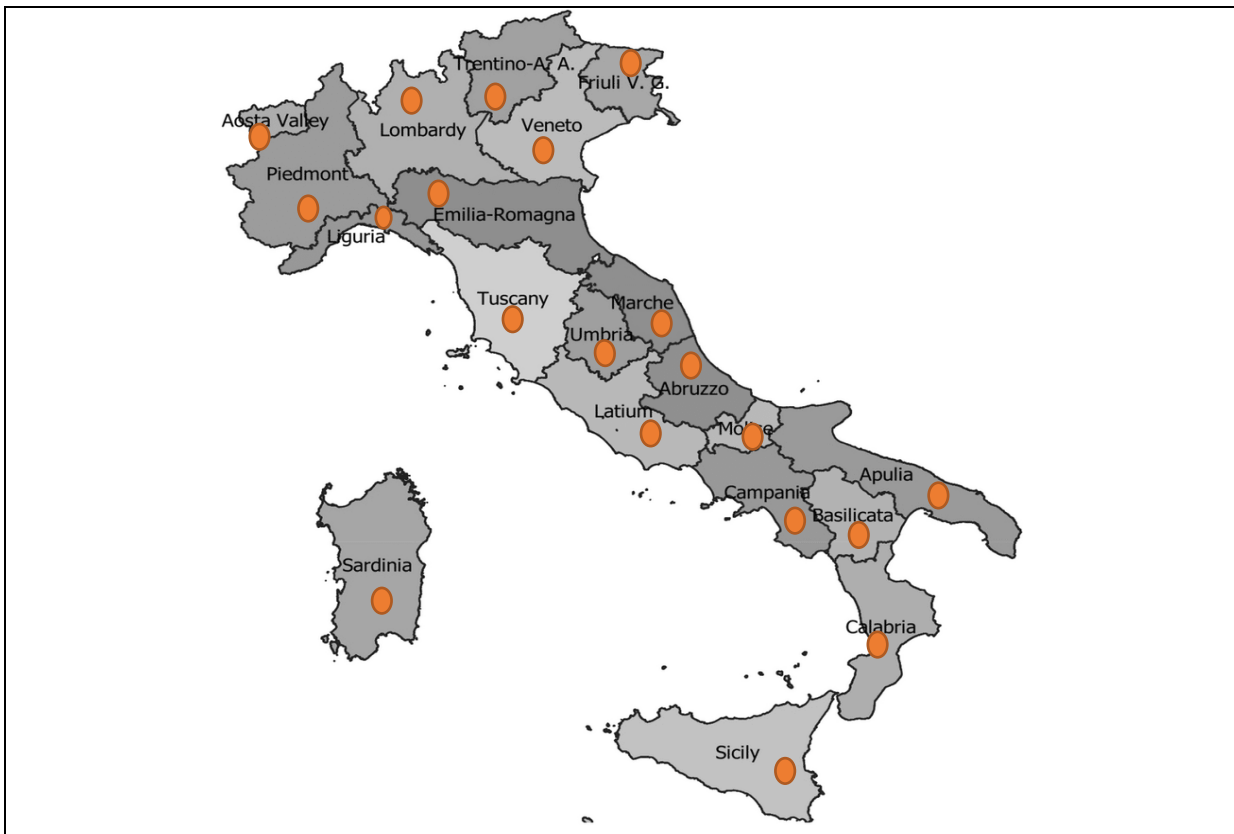 Trentino-A. A.
Friuli V. G.
Aosta Valley
Lombardy
Veneto
Piedmont
Emilia-Romagna
Liguria
Tuscany
Marche
Umbria
Abruzzo
Latium
Molise
Apulia
Campania
Basilicata
Sardinia
Calabria
Sicily